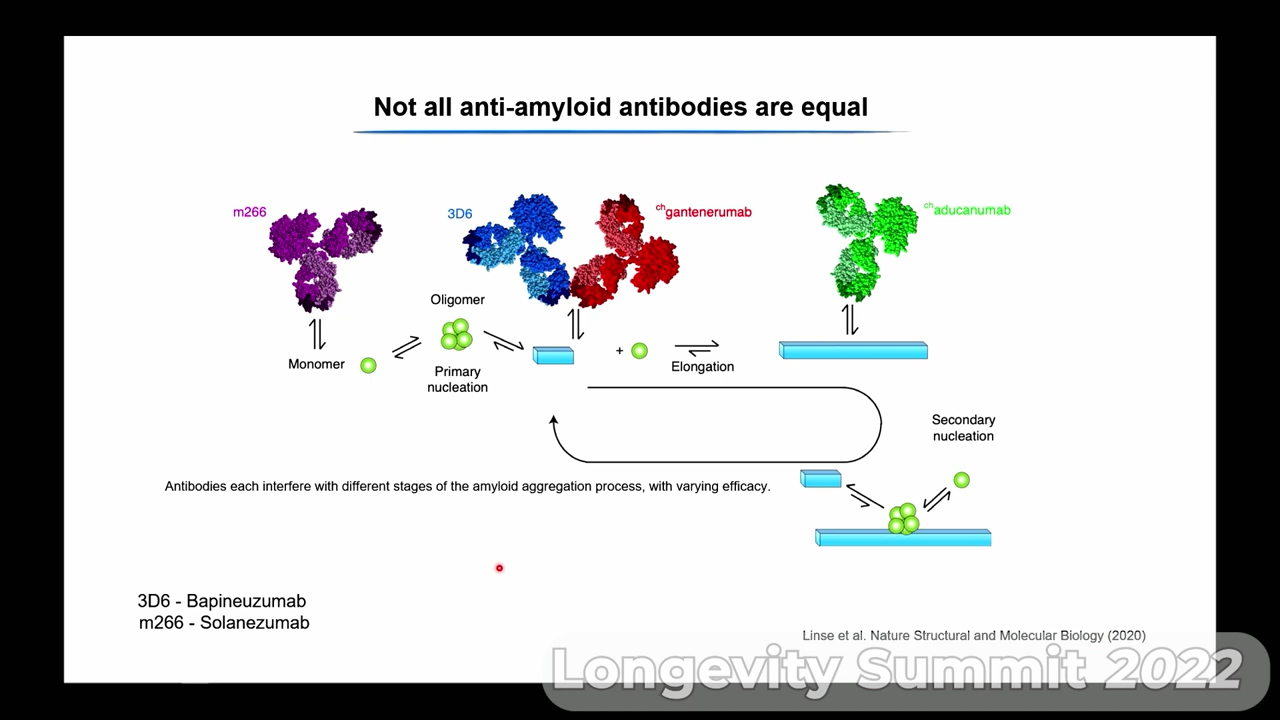 Not all anti-amyloid antibodies are equal
m266
3D6
chgantenerumab
chaducanumab
Oligomer
Monomer
+
Elongation
Primary
nucleation
Secondary
nucleation
Antibodies each interfere with different stages of the amyloid aggregation process, with varying efficacy.
3D6 - Bapineuzumab
m266 - Solanezumab
Linse et al. Nature Structural and Molecular Biology (2020)
Longevity Summit 2022